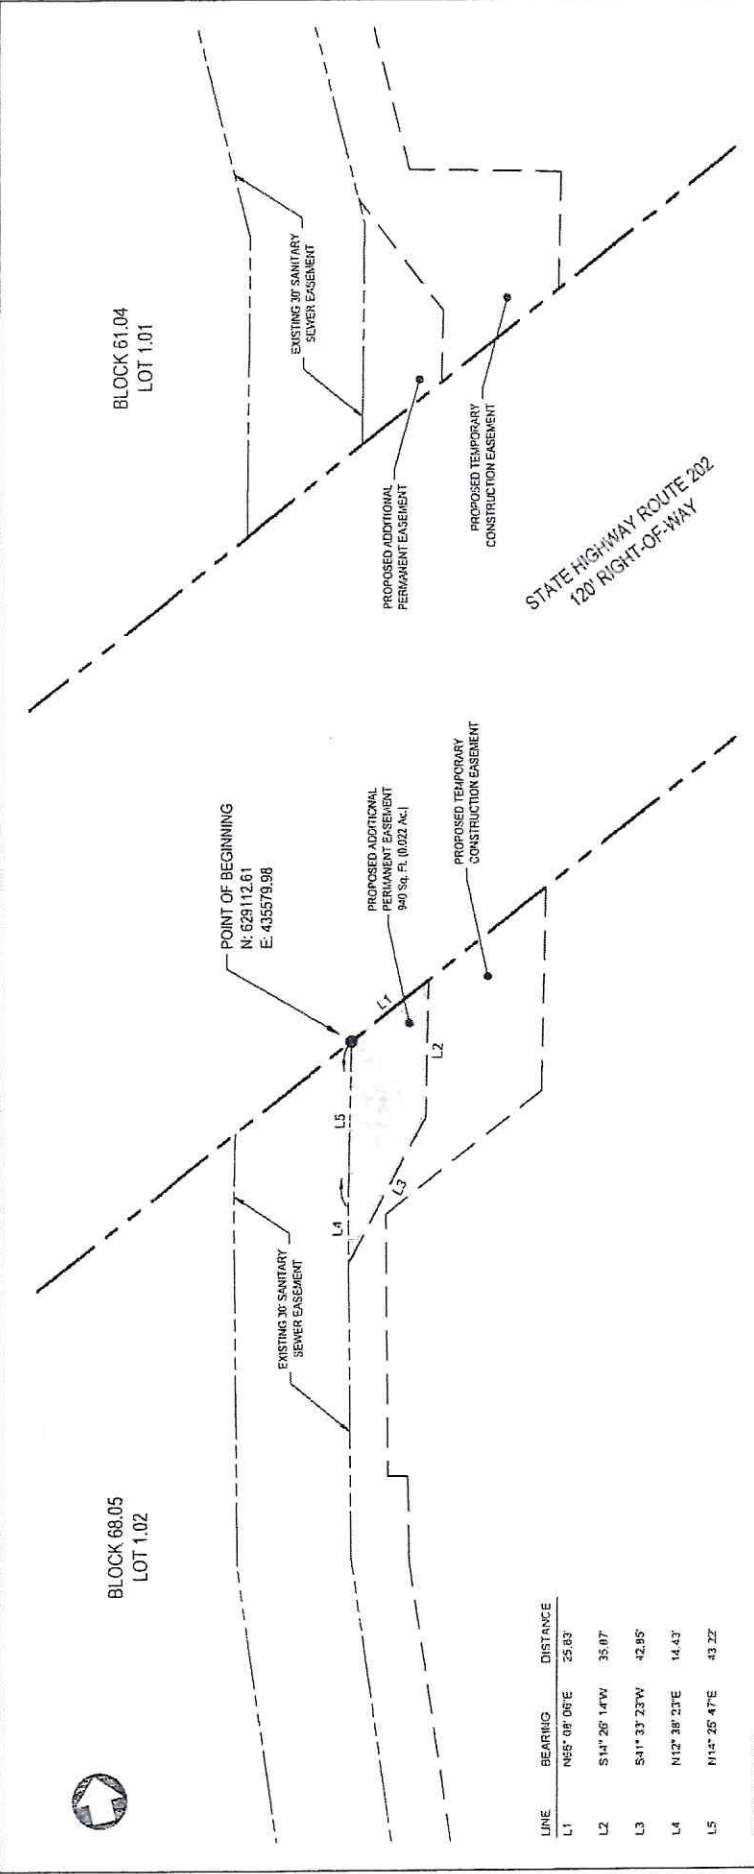 BLOCK 68.05
LOT 1.02
EXISTING 30' SANITARY
SEWER EASEMENT
POINT OF BEGINNING
N: 629112.61
E: 435579.98
L4
L5
L1
L3
L2
PROPOSED ADDITIONAL
PERMANENT EASEMENT
940 Sq. Ft. (0.022 Ac.)
PROPOSED TEMPORARY
CONSTRUCTION EASEMENT
BLOCK 61.04
LOT 1.01
EXISTING 30' SANITARY
SEWER EASEMENT
PROPOSED ADDITIONAL
PERMANENT EASEMENT
PROPOSED TEMPORARY
CONSTRUCTION EASEMENT
STATE HIGHWAY ROUTE 202
120' RIGHT-OF-WAY
LINE BEARING DISTANCE
L1 N65° 08' 06"E 25.83'
L2 S14° 26' 14"W 35.87'
L3 S41° 33' 23"W 42.85'
L4 N12° 38' 23"E 14.43'
L5 N14° 25' 47"E 43.22'